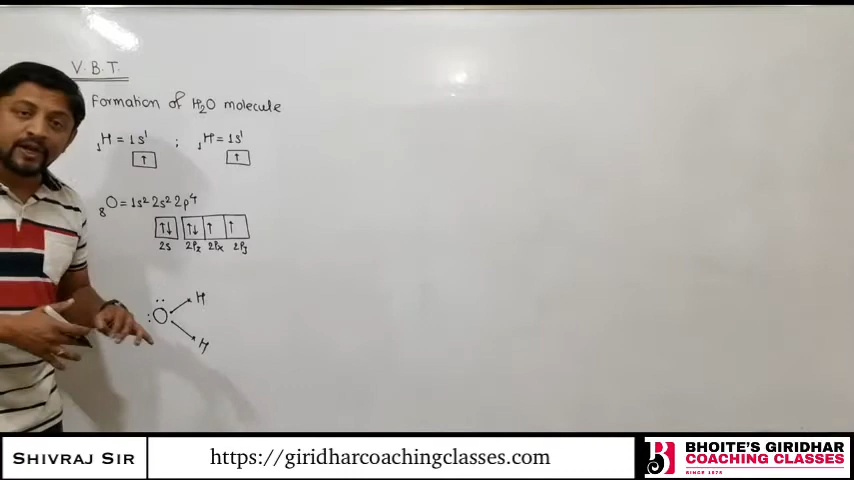 V.B.T.
Formation of H₂O molecule
₁H = 1s¹ ; ₁H = 1s¹
↑ ↑
₈O = 1s² 2s² 2p⁴
↑↓ ↑↓ ↑ ↑
2s 2Pz 2Px 2Py
H
:Ö
H
SHIVRAJ SIR
https://giridharcoachingclasses.com
BHOITE'S GIRIDHAR
COACHING CLASSES